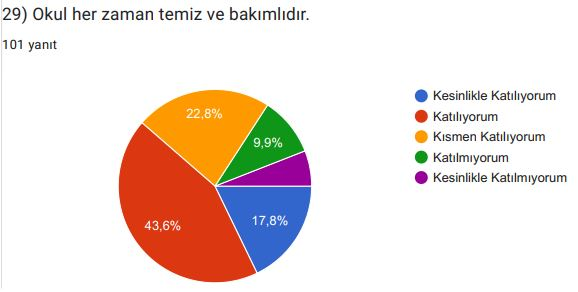 29) Okul her zaman temiz ve bakımlıdır.
101 yanıt
22,8%
9,9%
43,6%
17,8%
Kesinlikle Katılıyorum
Katılıyorum
Kısmen Katılıyorum
Katılmıyorum
Kesinlikle Katılmıyorum